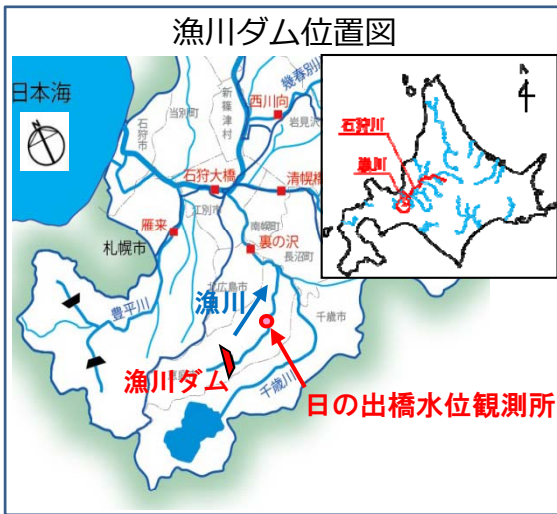 漁川ダム位置図
日本海
石狩市
当別町
新篠津村
幾春別川
西川向
岩見沢
石狩大橋
清幌橋
江別市
雁来
南幌町
札幌市
裏の沢
長沼町
北広島市
豊平川
漁川
千歳市
漁川ダム
恵庭市
千歳川
日の出橋水位観測所
石狩川
漁川